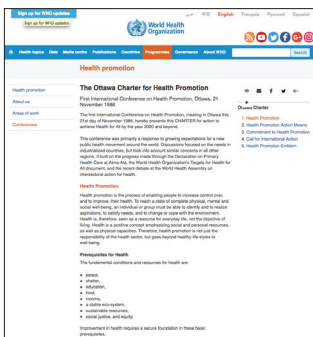 Sign up for WHO updates
Sign up for WHO updates
عربي 中文 English Français Русский Español
World Health
Organization
Health topics Data Media centre Publications Countries Programmes Governance About WHO Search
Health promotion
Health promotion
About us
Areas of work
Conferences
The Ottawa Charter for Health Promotion
First International Conference on Health Promotion, Ottawa, 21
November 1986
The first International Conference on Health Promotion, meeting in Ottawa this
21st day of November 1986, hereby presents this CHARTER for action to
achieve Health for All by the year 2000 and beyond.
This conference was primarily a response to growing expectations for a new
public health movement around the world. Discussions focused on the needs in
industrialized countries, but took into account similar concerns in all other
regions. It built on the progress made through the Declaration on Primary
Health Care at Alma-Ata, the World Health Organization's Targets for Health for
All document, and the recent debate at the World Health Assembly on
intersectoral action for health.
Health Promotion
Health promotion is the process of enabling people to increase control over,
and to improve, their health. To reach a state of complete physical, mental and
social well-being, an individual or group must be able to identify and to realize
aspirations, to satisfy needs, and to change or cope with the environment.
Health is, therefore, seen as a resource for everyday life, not the objective of
living. Health is a positive concept emphasizing social and personal resources,
as well as physical capacities. Therefore, health promotion is not just the
responsibility of the health sector, but goes beyond healthy life-styles to
well-being.
Prerequisites for Health
The fundamental conditions and resources for health are:
peace,
shelter,
education,
food,
income,
a stable eco-system,
sustainable resources,
social justice, and equity.
Improvement in health requires a secure foundation in these basic
prerequisites.
Ottawa Charter
1. Health Promotion
2. Health Promotion Action Means
3. Commitment to Health Promotion
4. Call for International Action
5. Health Promotion Emblem